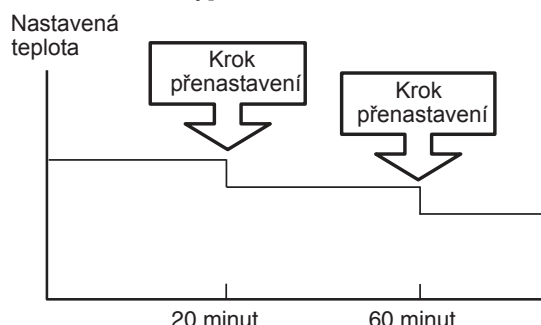 Nastavená
teplota
Krok
přenastavení
Krok
přenastavení
20 minut
60 minut